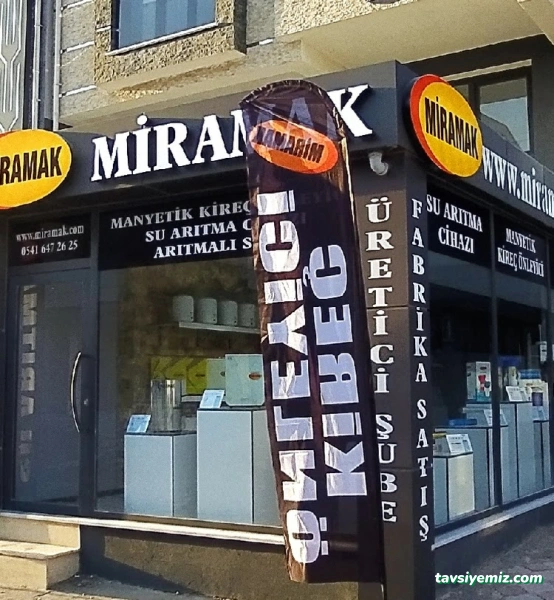 MİRAMAK
MİRAMAK
RAMAK
www.miram
www.miramak.com
0541 647 26 25
MANYETİK KİREÇ
SU ARITMA C
ARITMALI S
SU ARITMA
CİHAZI
MANYETİK
KİREÇ ÖNLEYİCİ
ÜRETİCİ ŞUBE
FABRİKA SATIŞ
KİREÇ
ÖNLEYİCİ
tavsiyemiz.com